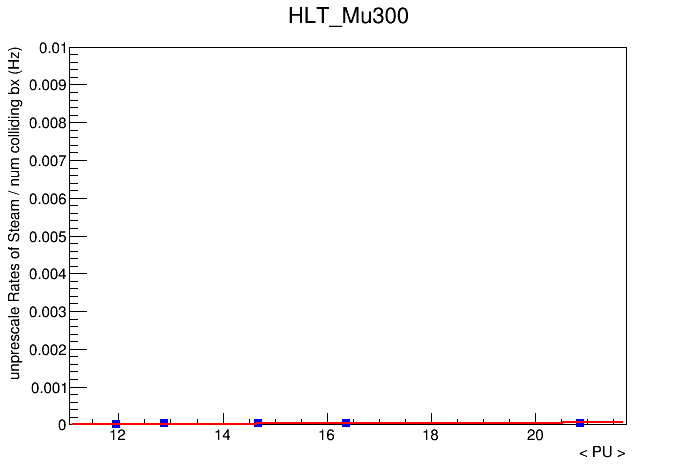 HLT_Mu300
unprescale Rates of Steam / num colliding bx (Hz)
0.01
0.009
0.008
0.007
0.006
0.005
0.004
0.003
0.002
0.001
0
12 14 16 18 20
< PU >